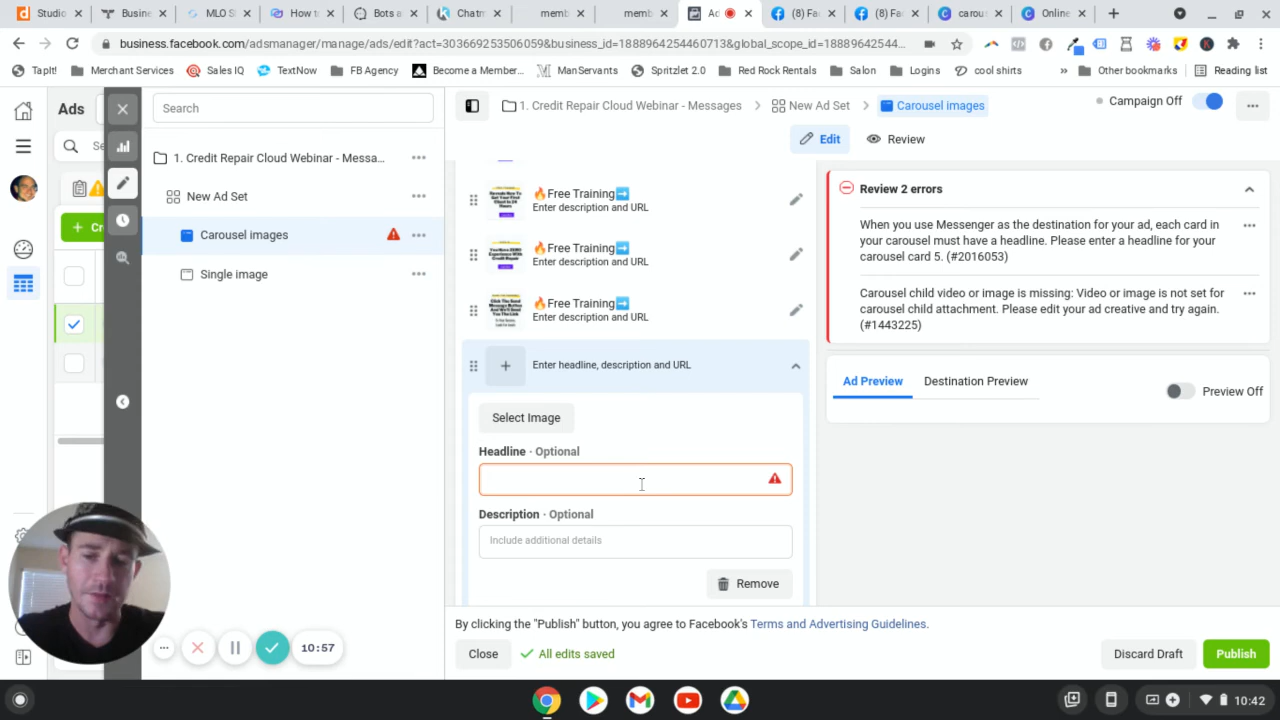 Studio
Busine
MLO S
How to
Bots a
Chatm
memb
memb
Ad
(8) Fac
(8) Fac
carou
Online
business.facebook.com/adsmanager/manage/ads/edit?act=303669253506059&business_id=1888964254460713&global_scope_id=18889642544...
TapIt!
Merchant Services
Sales IQ
TextNow
FB Agency
Become a Member...
ManServants
Spritzlet 2.0
Red Rock Rentals
Salon
Logins
cool shirts
»
Other bookmarks
Reading list
Ads
Search
1. Credit Repair Cloud Webinar - Messages
New Ad Set
Carousel images
Campaign Off
Edit
Review
Se
1. Credit Repair Cloud Webinar - Messa...
New Ad Set
Carousel images
Single image
+ Cr
🔥Free Training➡️
Enter description and URL
🔥Free Training➡️
Enter description and URL
🔥Free Training➡️
Enter description and URL
Enter headline, description and URL
Select Image
Headline · Optional
Description · Optional
Include additional details
Remove
Review 2 errors
When you use Messenger as the destination for your ad, each card in
your carousel must have a headline. Please enter a headline for your
carousel card 5. (#2016053)
Carousel child video or image is missing: Video or image is not set for
carousel child attachment. Please edit your ad creative and try again.
(#1443225)
Ad Preview
Destination Preview
Preview Off
By clicking the "Publish" button, you agree to Facebook's Terms and Advertising Guidelines.
Close
All edits saved
Discard Draft
Publish
10:57
10:42